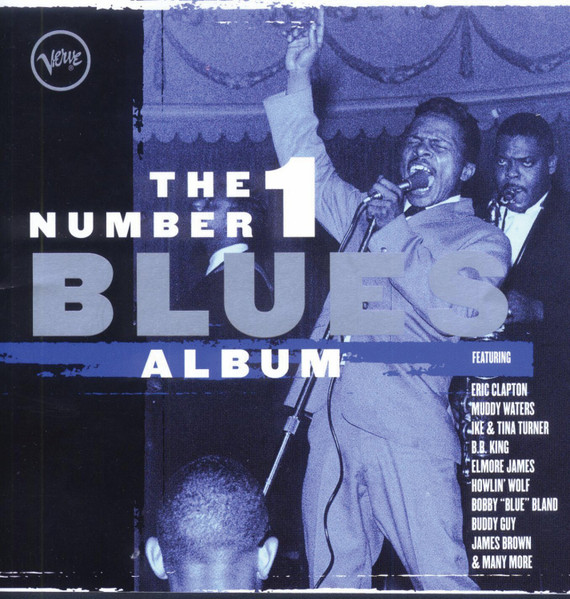 Verve
THE 1
NUMBER
BLUES
ALBUM
FEATURING
ERIC CLAPTON
MUDDY WATERS
IKE & TINA TURNER
B.B. KING
ELMORE JAMES
HOWLIN' WOLF
BOBBY "BLUE" BLAND
BUDDY GUY
JAMES BROWN
& MANY MORE